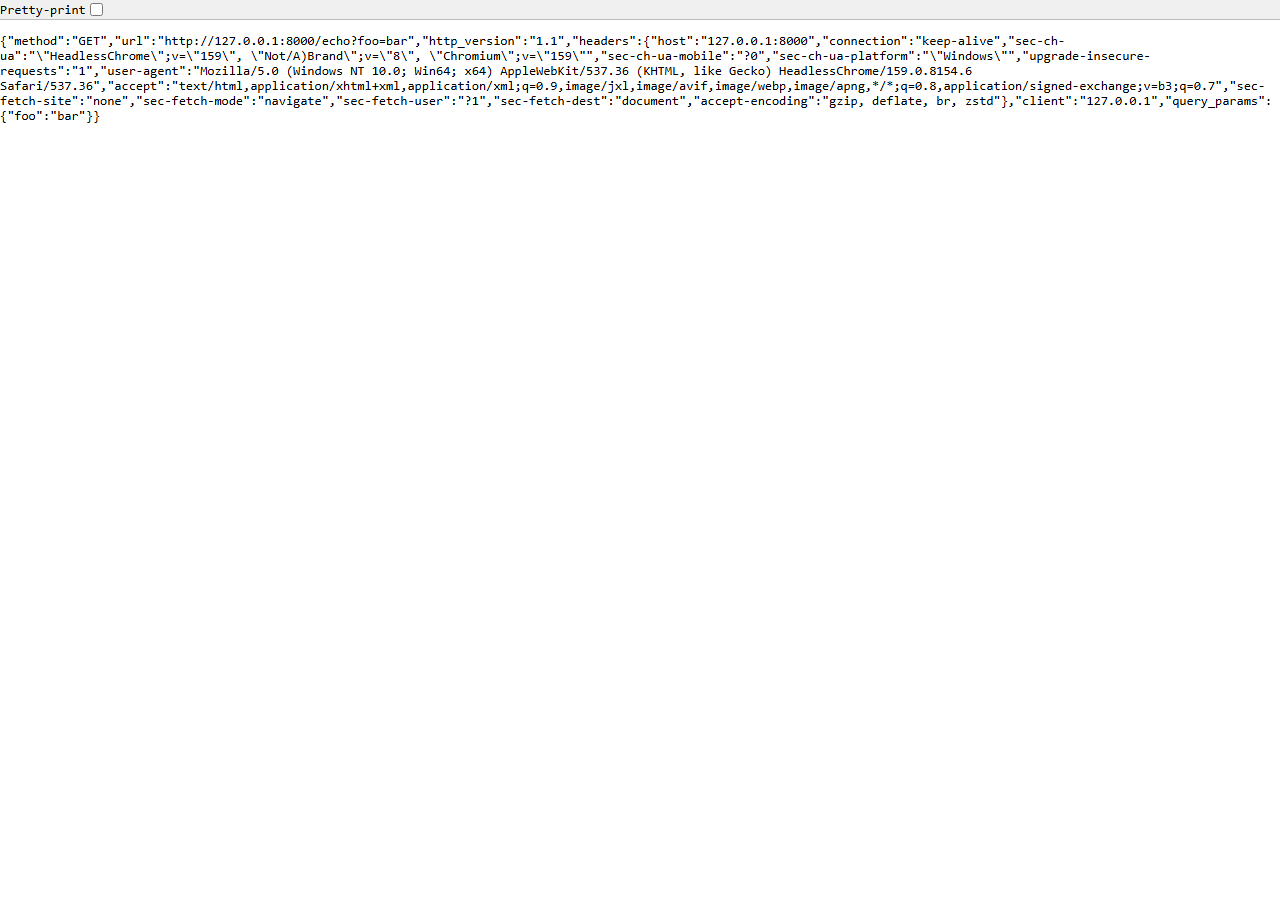 Pretty-print
{"method":"GET","url":"http://127.0.0.1:8000/echo?foo=bar","http_version":"1.1","headers":{"host":"127.0.0.1:8000","connection":"keep-alive","sec-ch-
ua":"\"HeadlessChrome\";v=\"159\", \"Not/A)Brand\";v=\"8\", \"Chromium\";v=\"159\"","sec-ch-ua-mobile":"?0","sec-ch-ua-platform":"\"Windows\"","upgrade-insecure-
requests":"1","user-agent":"Mozilla/5.0 (Windows NT 10.0; Win64; x64) AppleWebKit/537.36 (KHTML, like Gecko) HeadlessChrome/159.0.8154.6
Safari/537.36","accept":"text/html,application/xhtml+xml,application/xml;q=0.9,image/jxl,image/avif,image/webp,image/apng,*/*;q=0.8,application/signed-exchange;v=b3;q=0.7","sec-
fetch-site":"none","sec-fetch-mode":"navigate","sec-fetch-user":"?1","sec-fetch-dest":"document","accept-encoding":"gzip, deflate, br, zstd"},"client":"127.0.0.1","query_params":
{"foo":"bar"}}